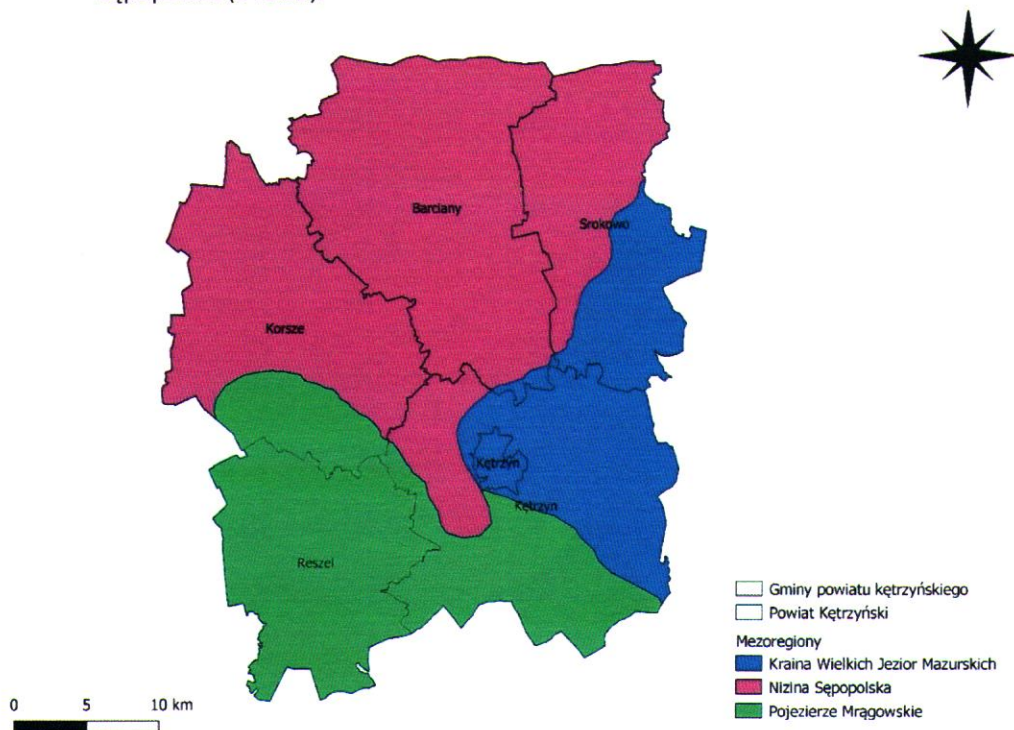 Barciany
Srokowo
Korsze
Kętrzyn
Kętrzyn
Reszel
Gminy powiatu kętrzyńskiego
Powiat Kętrzyński
Mezoregiony
Kraina Wielkich Jezior Mazurskich
Nizina Sępopolska
Pojezierze Mrągowskie
0 5 10 km